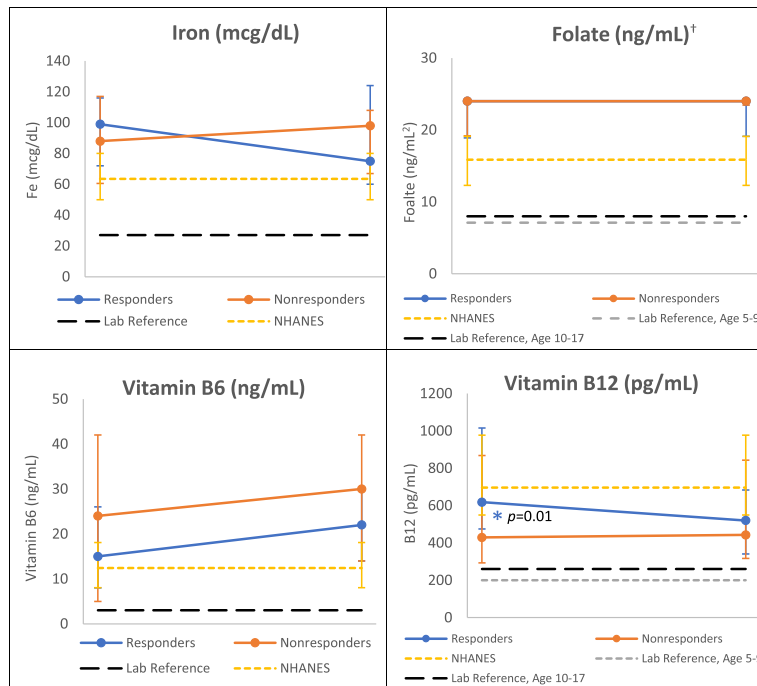 Iron (mcg/dL)
Fe (mcg/dL)
140
120
100
80
60
40
20
0
Responders
Nonresponders
Lab Reference
NHANES
Folate (ng/mL)†
Foalte (ng/mL²)
30
20
10
0
Responders
Nonresponders
NHANES
Lab Reference, Age 5-9
Lab Reference, Age 10-17
Vitamin B6 (ng/mL)
Vitamin B6 (ng/mL)
50
40
30
20
10
0
Responders
Nonresponders
Lab Reference
NHANES
Vitamin B12 (pg/mL)
B12 (pg/mL)
1200
1000
800
600
400
200
0
* p=0.01
Responders
Nonresponders
NHANES
Lab Reference, Age 5-9
Lab Reference, Age 10-17